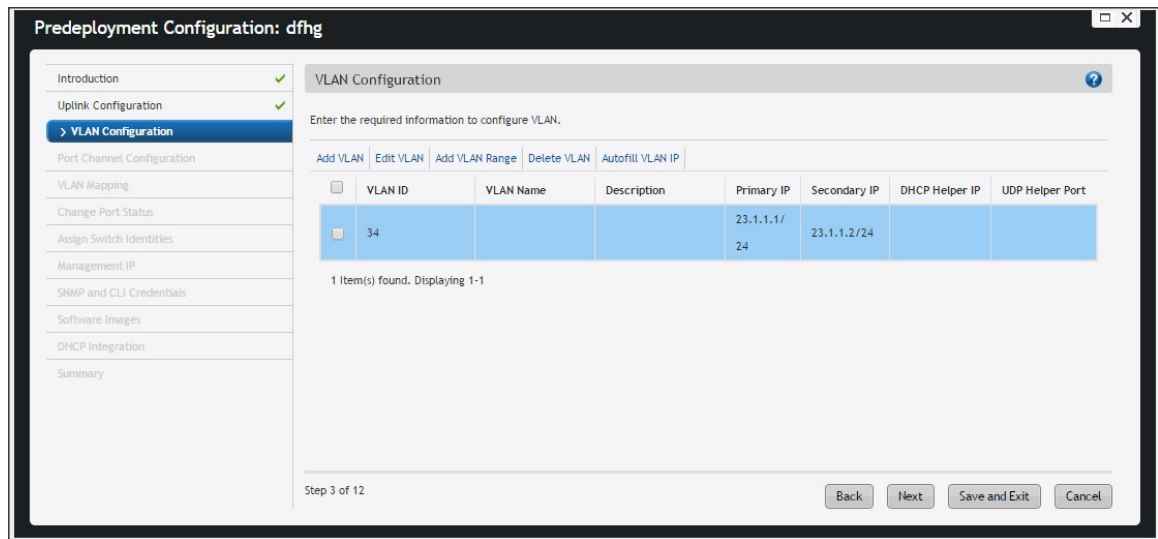 Predeployment Configuration: dfhg
Introduction
Uplink Configuration
> VLAN Configuration
Port Channel Configuration
VLAN Mapping
Change Port Status
Assign Switch Identities
Management IP
SNMP and CLI Credentials
Software Images
DHCP Integration
Summary
VLAN Configuration
?
Enter the required information to configure VLAN.
Add VLAN Edit VLAN Add VLAN Range Delete VLAN Autofill VLAN IP
VLAN ID VLAN Name Description Primary IP Secondary IP DHCP Helper IP UDP Helper Port
34 23.1.1.1/ 23.1.1.2/24
24
1 Item(s) found. Displaying 1-1
Step 3 of 12
Back Next Save and Exit Cancel